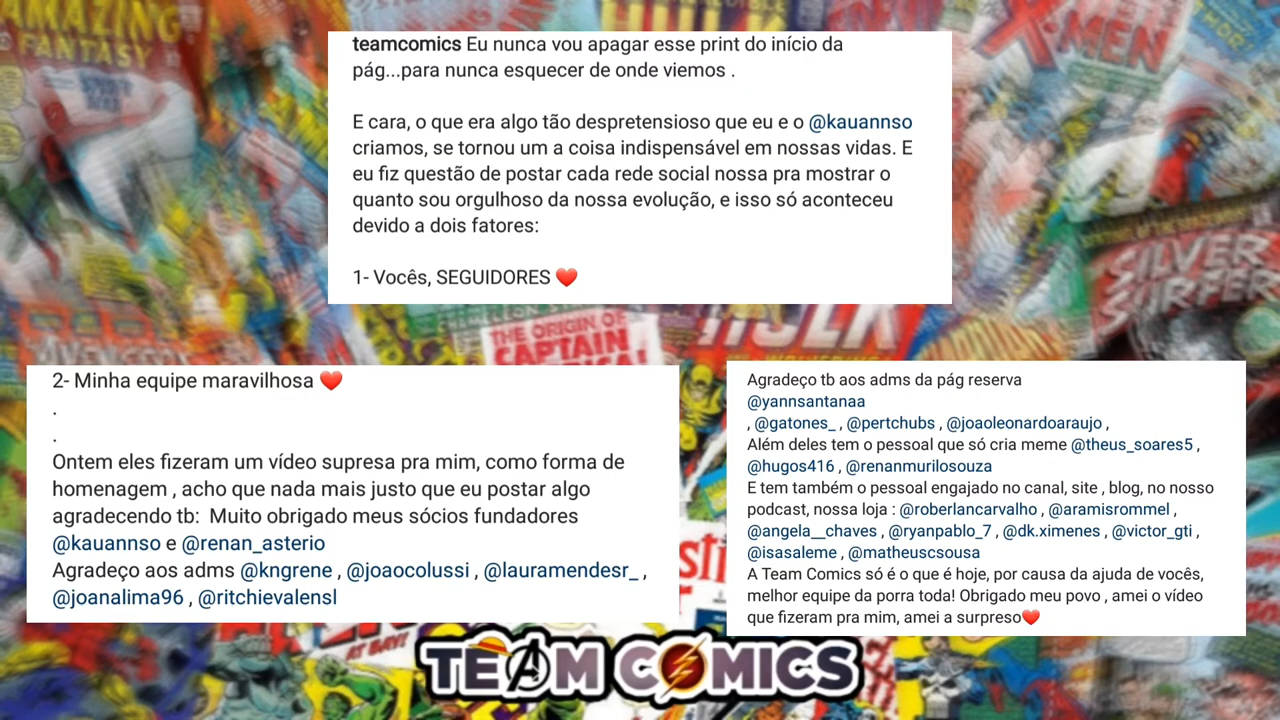 AMAZING
FANTASY
HULK
X-MEN
teamcomics Eu nunca vou apagar esse print do início da
pág...para nunca esquecer de onde viemos .
E cara, o que era algo tão despretensioso que eu e o @kauannso
criamos, se tornou um a coisa indispensável em nossas vidas. E
eu fiz questão de postar cada rede social nossa pra mostrar o
quanto sou orgulhoso da nossa evolução, e isso só aconteceu
devido a dois fatores:
1- Vocês, SEGUIDORES ❤️
SILVER
SURFER
AVENGERS
THE ORIGIN OF
CAPTAIN
HULK
2- Minha equipe maravilhosa ❤️
.
.
Ontem eles fizeram um vídeo supresa pra mim, como forma de
homenagem , acho que nada mais justo que eu postar algo
agradecendo tb:  Muito obrigado meus sócios fundadores
@kauannso e @renan_asterio
Agradeço aos adms @kngrene , @joaocolussi , @lauramendesr_ ,
@joanalima96 , @ritchievalensl
Agradeço tb aos adms da pág reserva
@yannsantanaa
, @gatones_ , @pertchubs , @joaoleonardoaraujo ,
Além deles tem o pessoal que só cria meme @theus_soares5 ,
@hugos416 , @renanmurilosouza
E tem também o pessoal engajado no canal, site , blog, no nosso
podcast, nossa loja : @roberlancarvalho , @aramisrommel ,
@angela__chaves , @ryanpablo_7 , @dk.ximenes , @victor_gti ,
@isasaleme , @matheuscsousa
A Team Comics só é o que é hoje, por causa da ajuda de vocês,
melhor equipe da porra toda! Obrigado meu povo , amei o vídeo
que fizeram pra mim, amei a surpreso❤️
TEAM COMICS